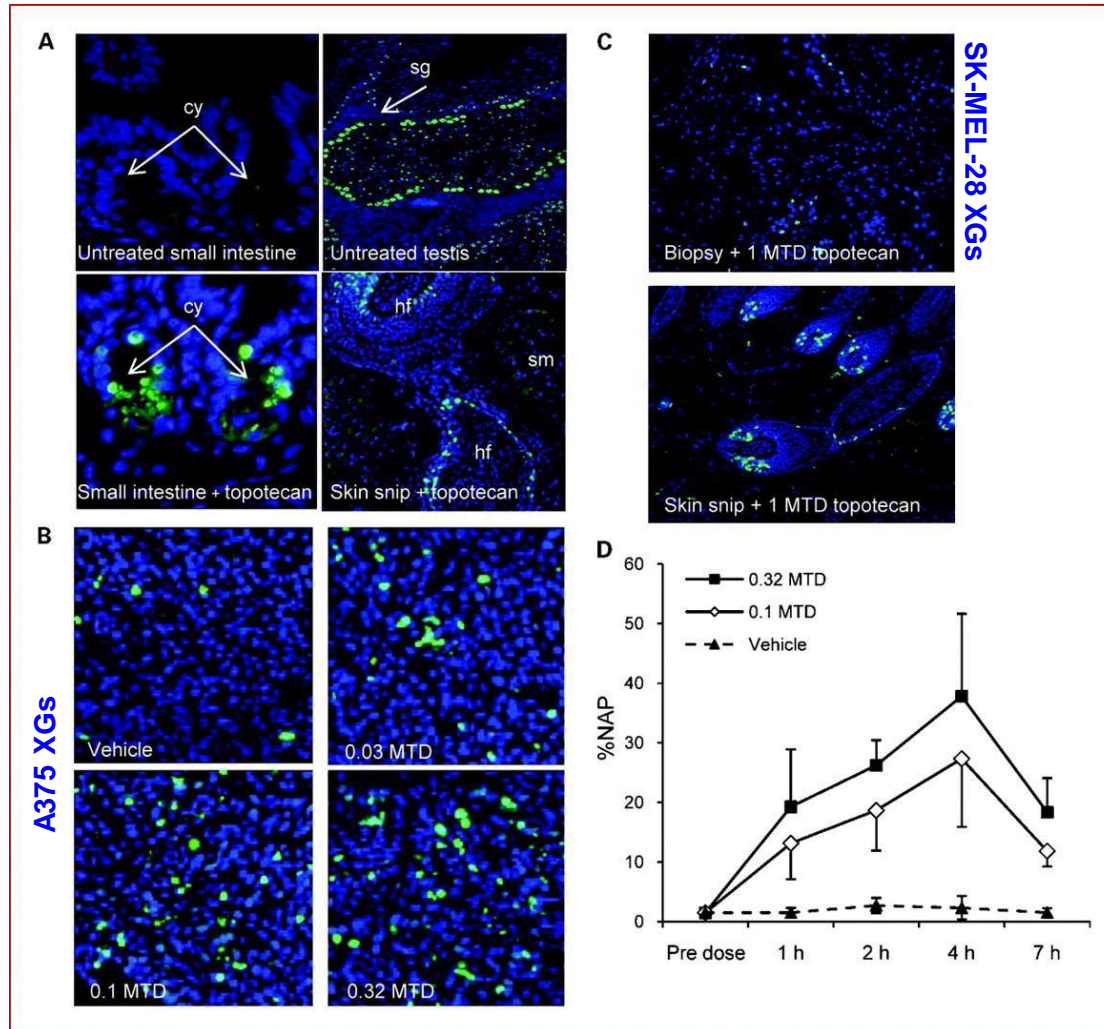 A
cy
Untreated small intestine
sg
Untreated testis
cy
Small intestine + topotecan
hf
sm
hf
Skin snip + topotecan
B
A375 XGs
Vehicle
0.03 MTD
0.1 MTD
0.32 MTD
C
SK-MEL-28 XGs
Biopsy + 1 MTD topotecan
Skin snip + 1 MTD topotecan
D
0.32 MTD
0.1 MTD
Vehicle
%NAP
60
50
40
30
20
10
0
Pre dose 1 h 2 h 4 h 7 h